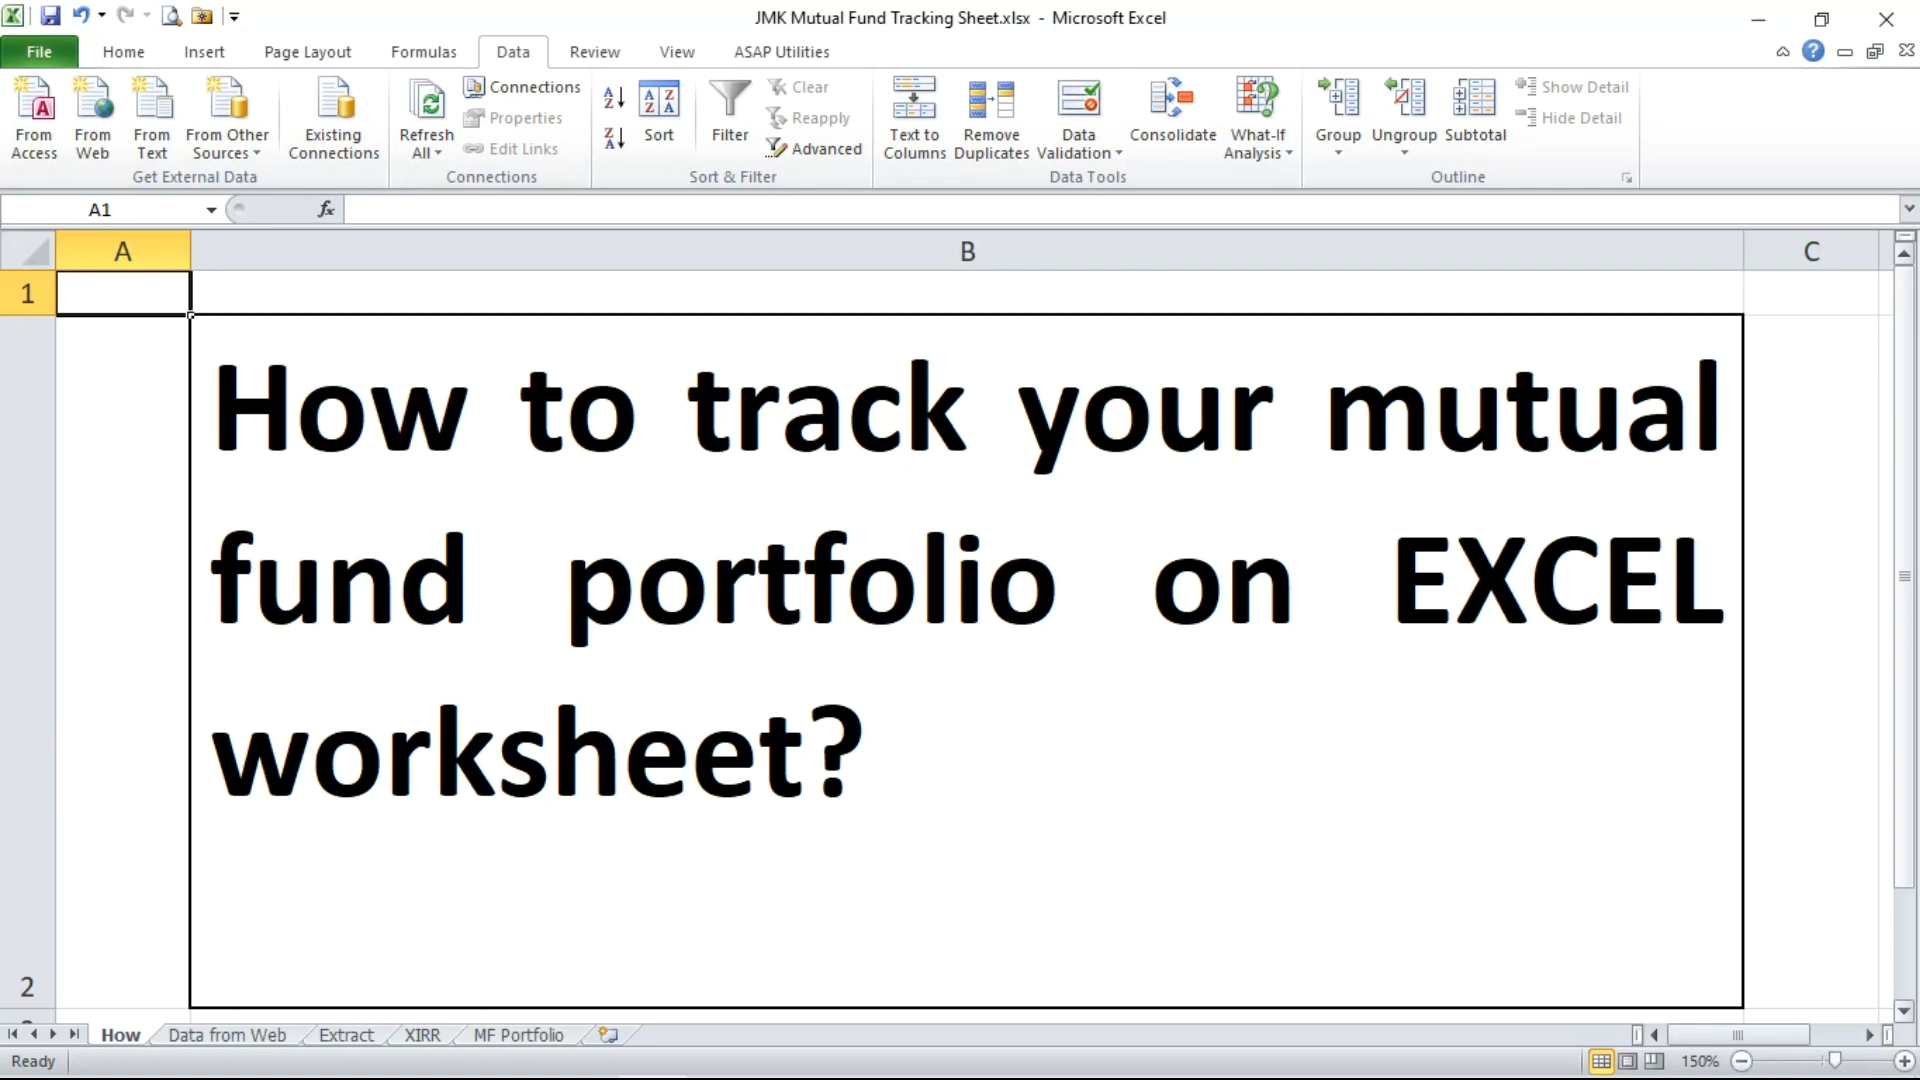 JMK Mutual Fund Tracking Sheet.xlsx - Microsoft Excel
File Home Insert Page Layout Formulas Data Review View ASAP Utilities
From Access
From Web
From Text
From Other Sources
Existing Connections
Get External Data
Refresh All
Connections
Properties
Edit Links
Connections
Sort
Filter
Clear
Reapply
Advanced
Sort & Filter
Text to Columns
Remove Duplicates
Data Validation
Consolidate
What-If Analysis
Data Tools
Group
Ungroup
Subtotal
Show Detail
Hide Detail
Outline
A1 fx
A B C
1
How to track your mutual
fund portfolio on EXCEL
worksheet?
2
How Data from Web Extract XIRR MF Portfolio
Ready 150%